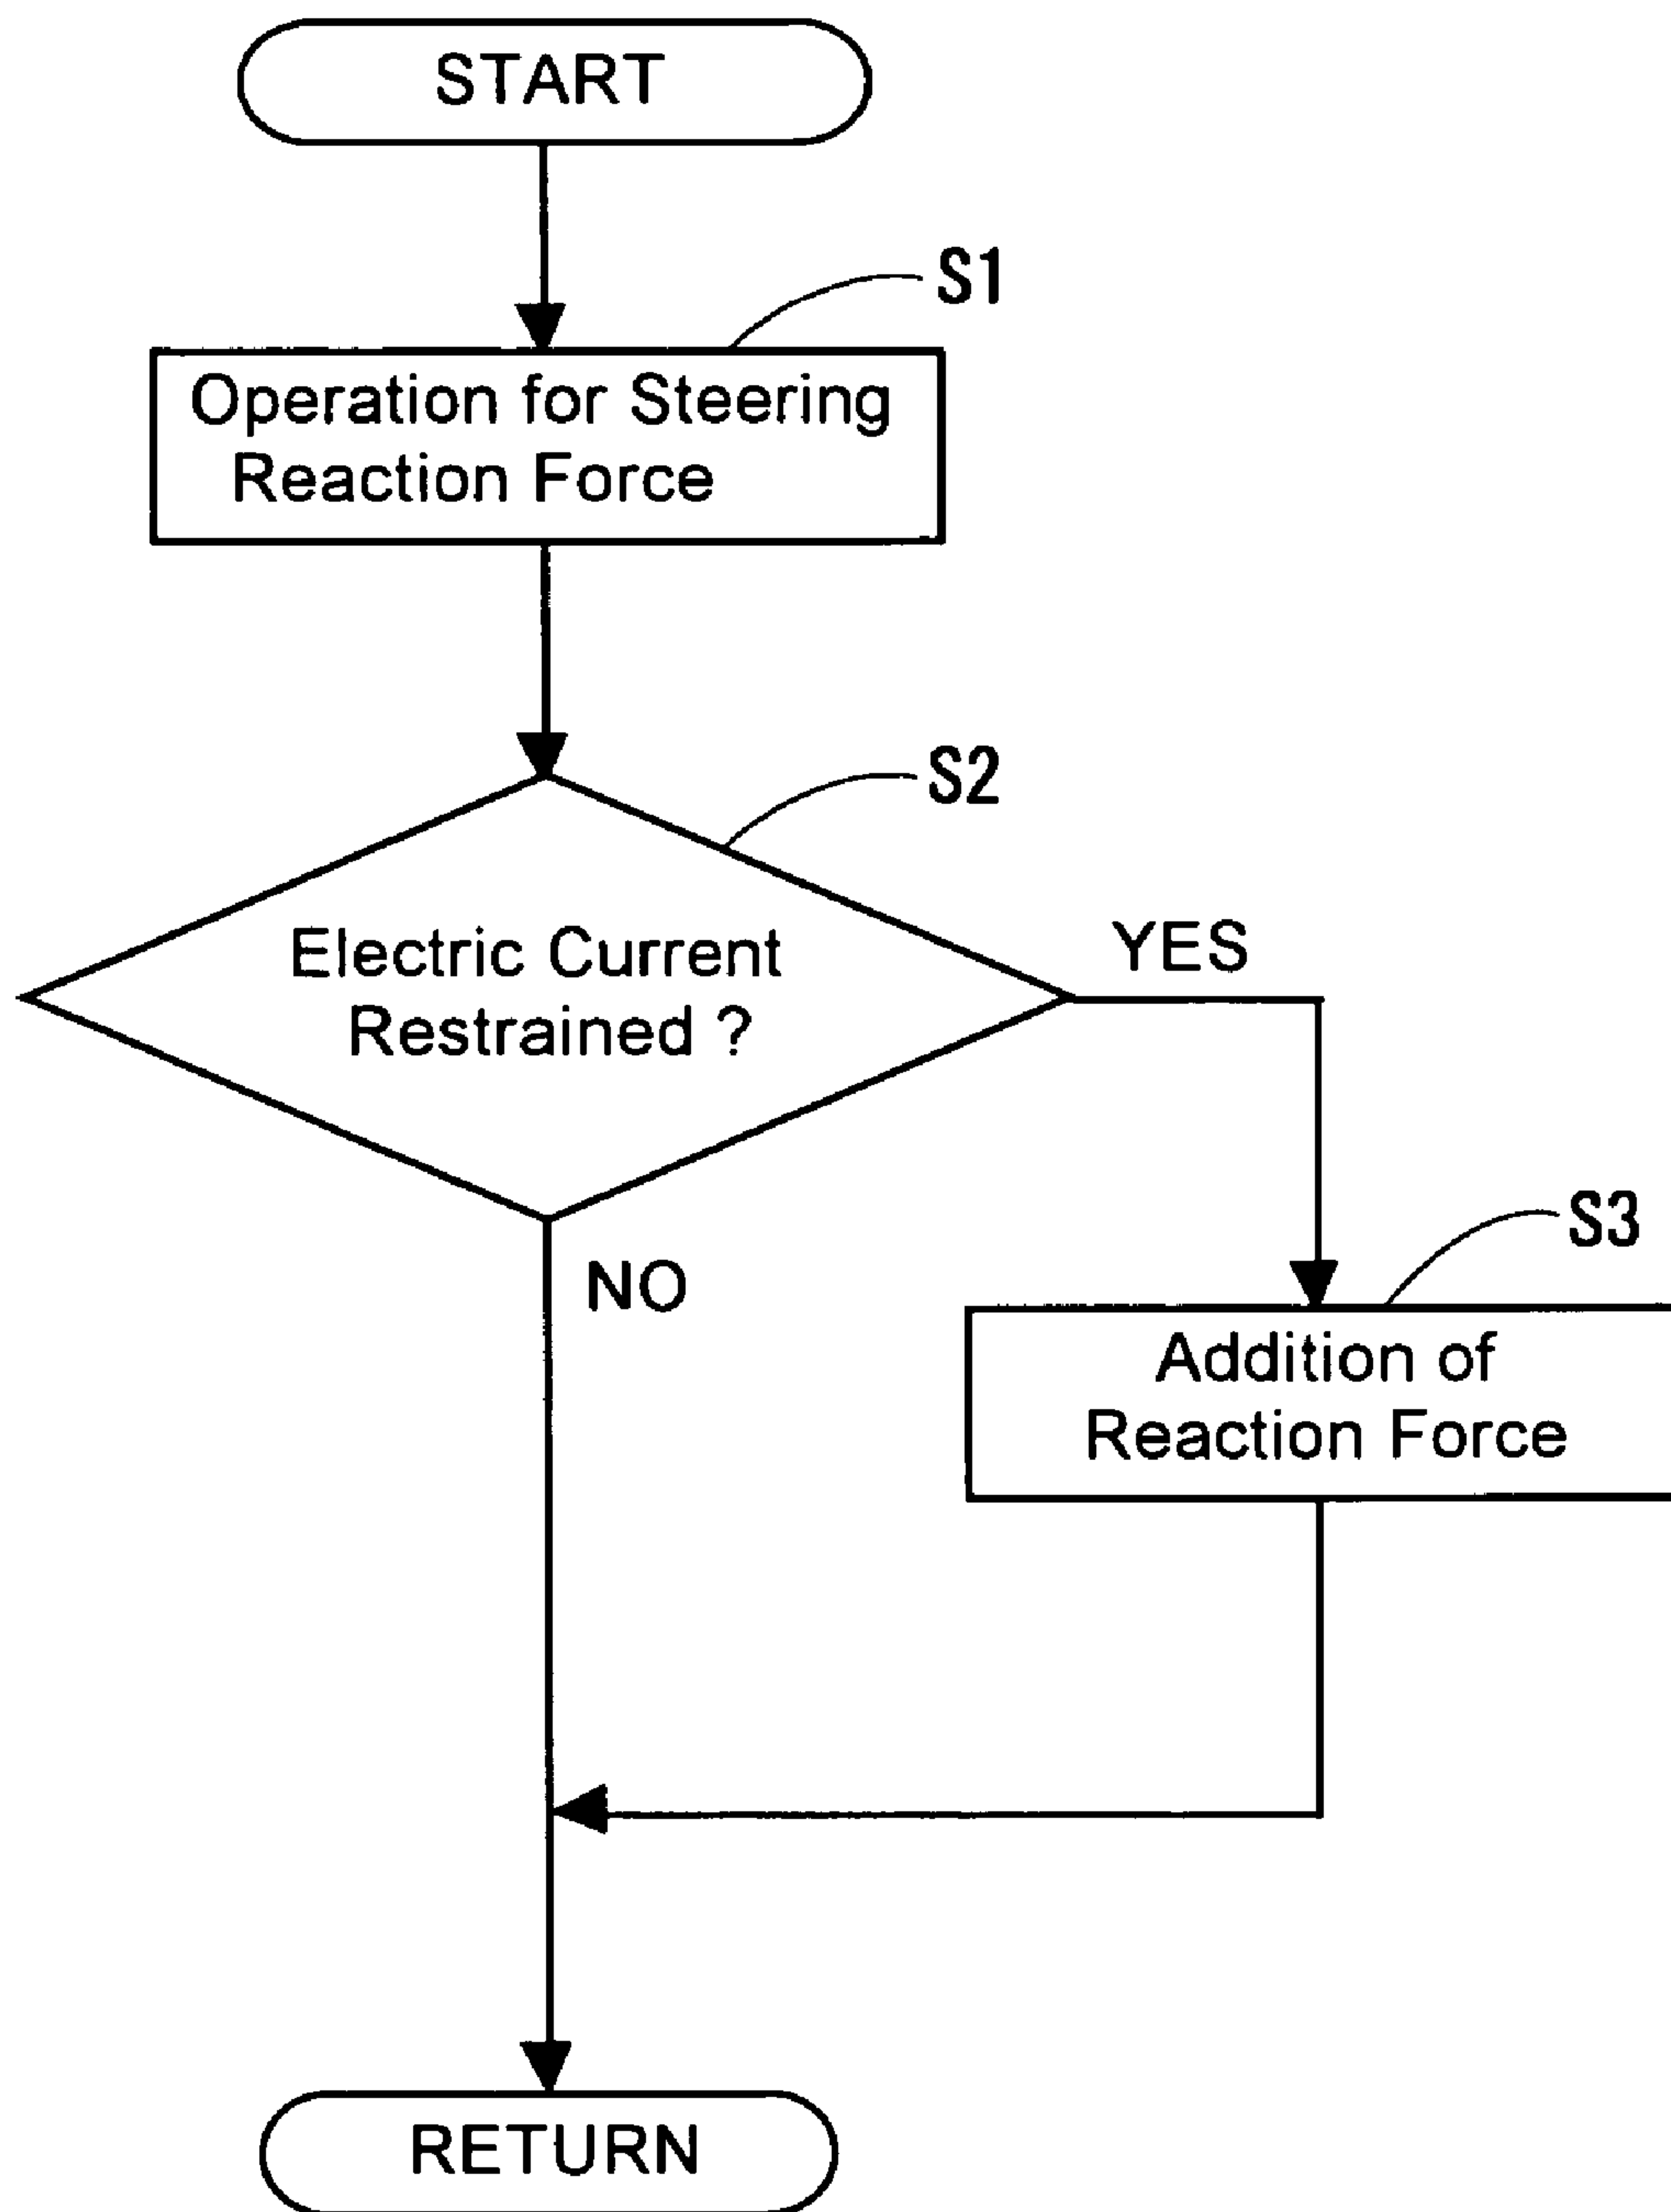 START
S1
Operation for Steering
Reaction Force
S2
Electric Current
Restrained ?
YES
NO
S3
Addition of
Reaction Force
RETURN